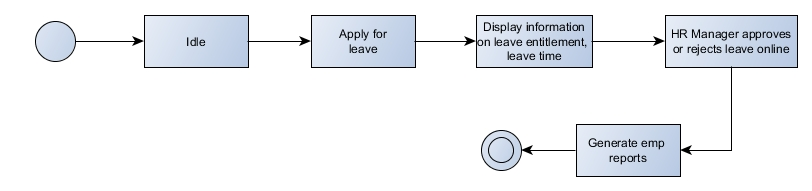 Idle
Apply for
leave
Display information
on leave entitlement,
leave time
HR Manager approves
or rejects leave online
Generate emp
reports